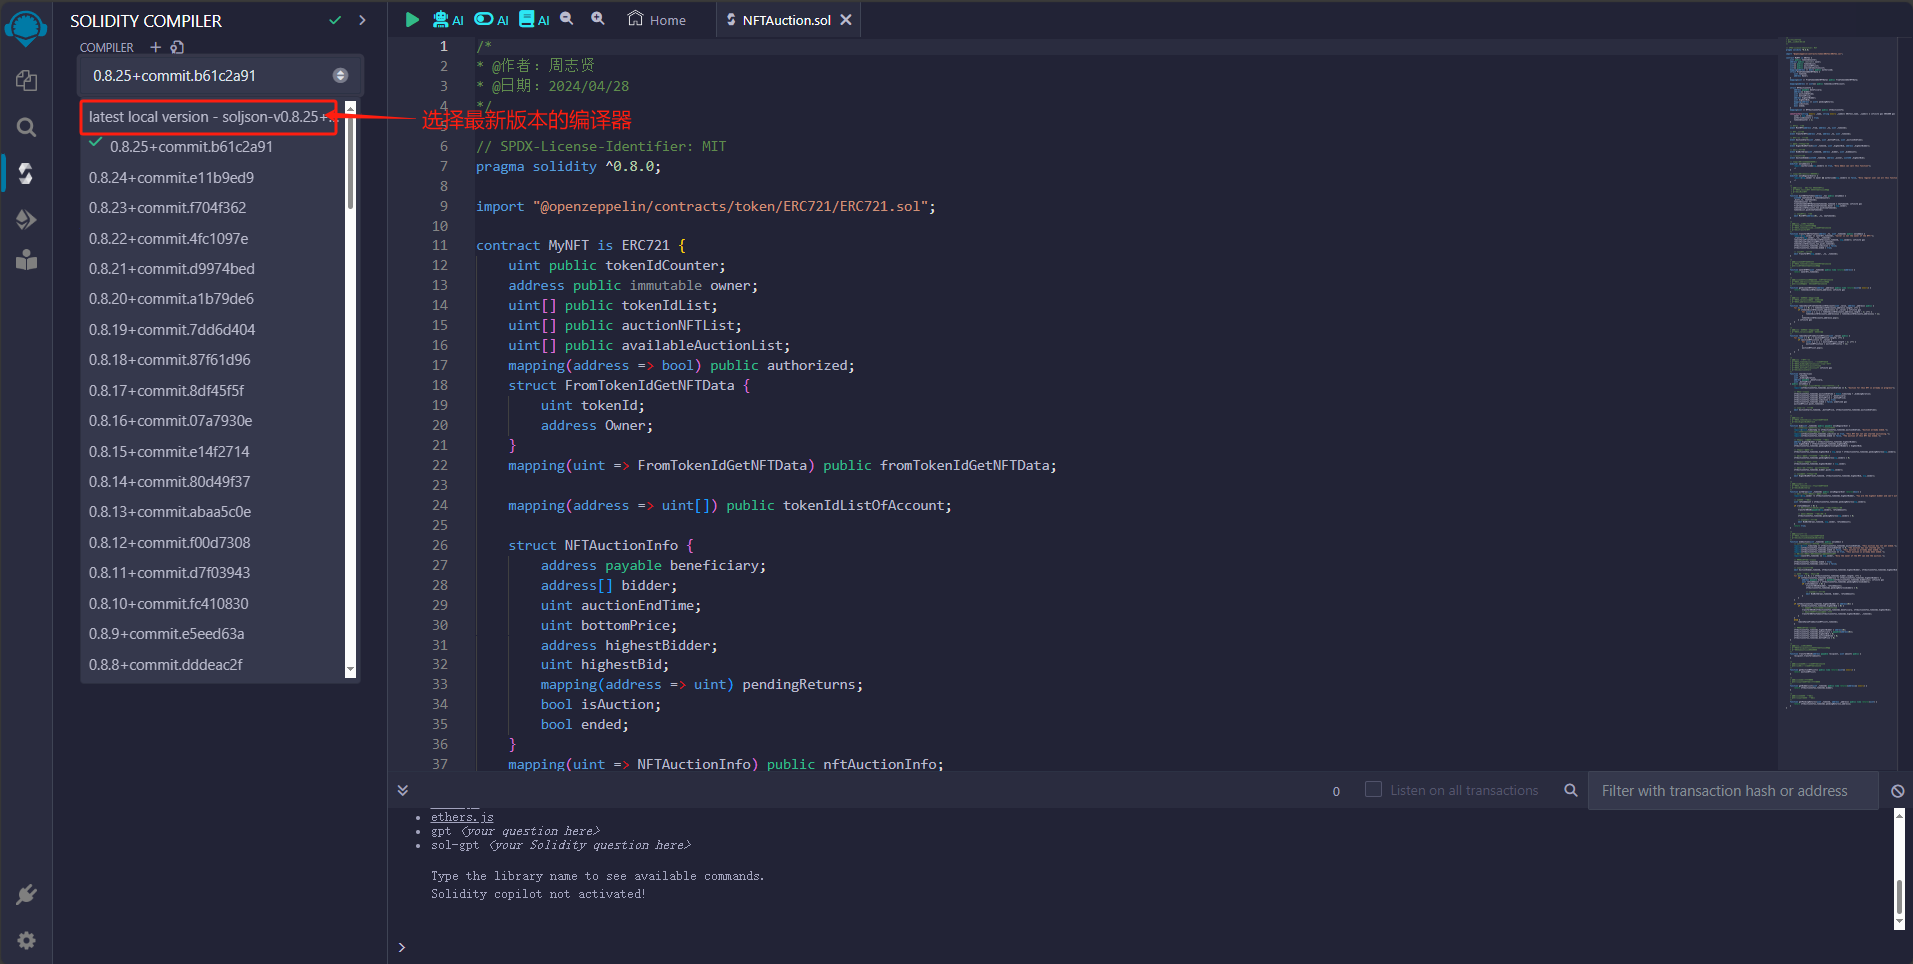 SOLIDITY COMPILER
COMPILER
0.8.25+commit.b61c2a91
latest local version - soljson-v0.8.25+...
0.8.25+commit.b61c2a91
0.8.24+commit.e11b9ed9
0.8.23+commit.f704f362
0.8.22+commit.4fc1097e
0.8.21+commit.d9974bed
0.8.20+commit.a1b79de6
0.8.19+commit.7dd6d404
0.8.18+commit.87f61d96
0.8.17+commit.8df45f5f
0.8.16+commit.07a7930e
0.8.15+commit.e14f2714
0.8.14+commit.80d49f37
0.8.13+commit.abaa5c0e
0.8.12+commit.f00d7308
0.8.11+commit.d7f03943
0.8.10+commit.fc410830
0.8.9+commit.e5eed63a
0.8.8+commit.dddeac2f
AI AI AI Home NFTAuction.sol
1 /*
2 * @作者: 周志贤
3 * @日期: 2024/04/28
4 */
选择最新版本的编译器
6 // SPDX-License-Identifier: MIT
7 pragma solidity ^0.8.0;
8
9 import "@openzeppelin/contracts/token/ERC721/ERC721.sol";
10
11 contract MyNFT is ERC721 {
12 uint public tokenIdCounter;
13 address public immutable owner;
14 uint[] public tokenIdList;
15 uint[] public auctionNFTList;
16 uint[] public availableAuctionList;
17 mapping(address => bool) public authorized;
18 struct FromTokenIdGetNFTData {
19 uint tokenId;
20 address Owner;
21 }
22 mapping(uint => FromTokenIdGetNFTData) public fromTokenIdGetNFTData;
23
24 mapping(address => uint[]) public tokenIdListOfAccount;
25
26 struct NFTAuctionInfo {
27 address payable beneficiary;
28 address[] bidder;
29 uint auctionEndTime;
30 uint bottomPrice;
31 address highestBidder;
32 uint highestBid;
33 mapping(address => uint) pendingReturns;
34 bool isAuction;
35 bool ended;
36 }
37 mapping(uint => NFTAuctionInfo) public nftAuctionInfo;
0 Listen on all transactions Filter with transaction hash or address
• ethers.js
• gpt <your question here>
• sol-gpt <your Solidity question here>
Type the library name to see available commands.
Solidity copilot not activated!
>